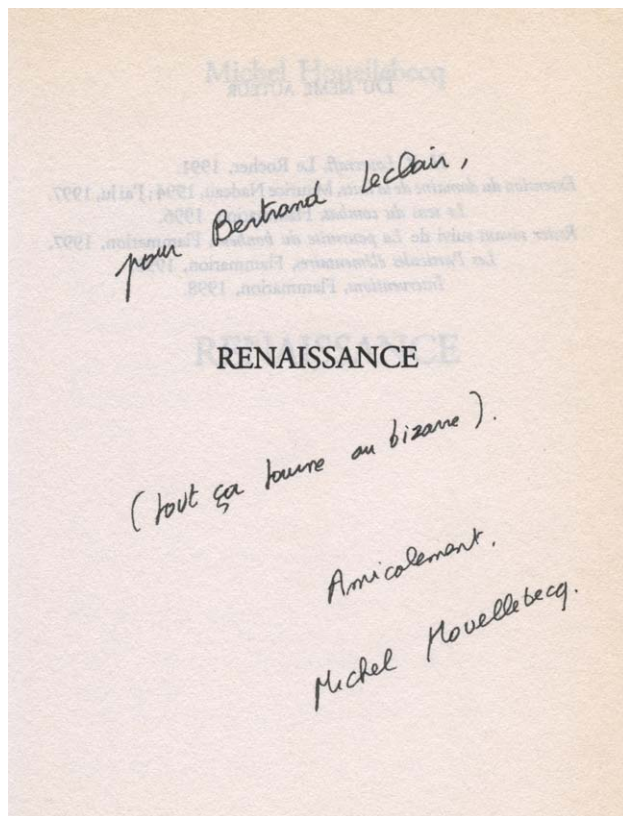 pour Bertrand Leclair,
RENAISSANCE
(tout ça tourne au bizarre).
Amicalement.
Michel Houellebecq.